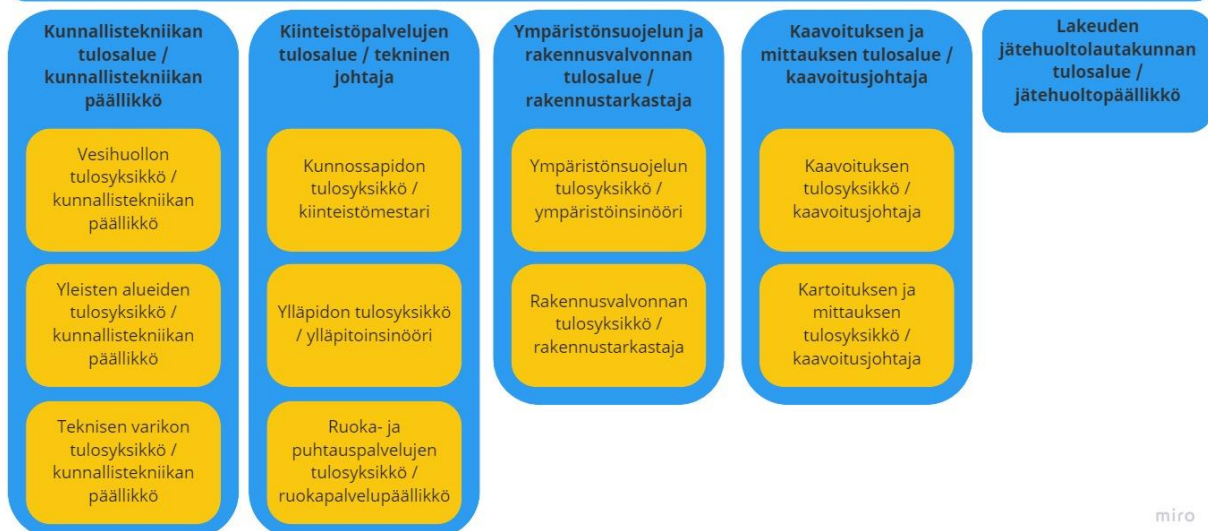 Kunnallistekniikan
tulosalue /
kunnallistekniikan
päällikkö
Vesihuollon
tulosyksikkö /
kunnallistekniikan
päällikkö
Yleisten alueiden
tulosyksikkö /
kunnallistekniikan
päällikkö
Teknisen varikon
tulosyksikkö /
kunnallistekniikan
päällikkö
Kiinteistöpalvelujen
tulosalue / tekninen
johtaja
Kunnossapidon
tulosyksikkö /
kiinteistömestari
Ylläpidon tulosyksikkö
/ ylläpitoinsinööri
Ruoka- ja
puhtauspalvelujen
tulosyksikkö /
ruokapalvelupäällikkö
Ympäristönsuojelun ja
rakennusvalvonnan
tulosalue /
rakennustarkastaja
Ympäristönsuojelun
tulosyksikkö /
ympäristöinsinööri
Rakennusvalvonnan
tulosyksikkö /
rakennustarkastaja
Kaavoituksen ja
mittauksen tulosalue /
kaavoitusjohtaja
Kaavoituksen
tulosyksikkö /
kaavoitusjohtaja
Kartoituksen ja
mittauksen
tulosyksikkö /
kaavoitusjohtaja
Lakeuden
jätehuoltolautakunnan
tulosalue /
jätehuoltopäällikkö
miro